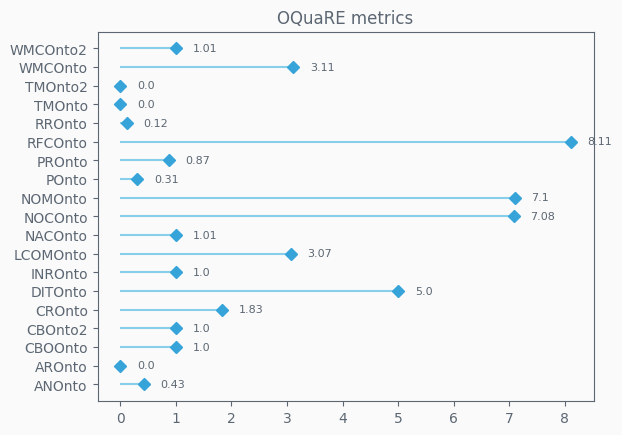 OQuaRE metrics
WMCOnto2 1.01
WMCOnto 3.11
TMOnto2 0.0
TMOnto 0.0
RROnto 0.12
RFCOnto 8.11
PROnto 0.87
POnto 0.31
NOMOnto 7.1
NOCOnto 7.08
NACOnto 1.01
LCOMOnto 3.07
INROnto 1.0
DITOnto 5.0
CROnto 1.83
CBOnto2 1.0
CBOOnto 1.0
AROnto 0.0
ANOnto 0.43
0 1 2 3 4 5 6 7 8